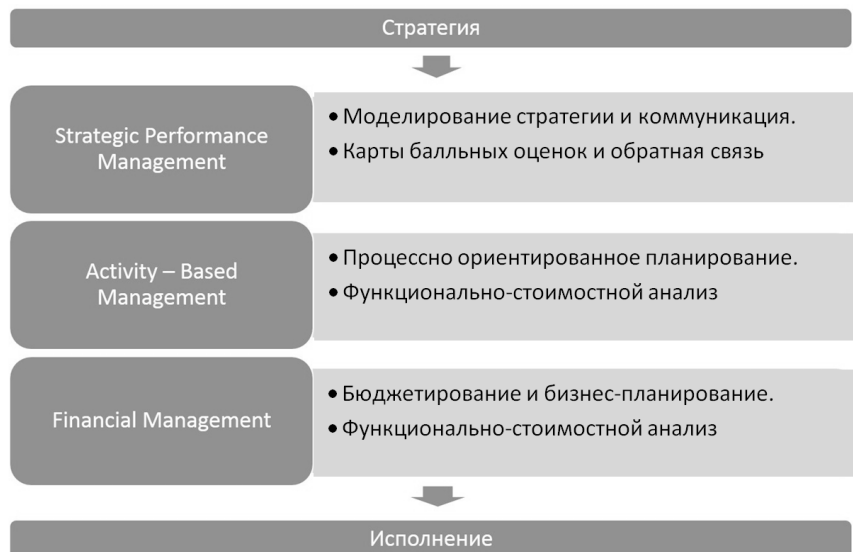 Стратегия
Strategic Performance
Management
• Моделирование стратегии и коммуникация.
• Карты балльных оценок и обратная связь
Activity – Based
Management
• Процессно ориентированное планирование.
• Функционально-стоимостной анализ
Financial Management
• Бюджетирование и бизнес-планирование.
• Функционально-стоимостной анализ
Исполнение